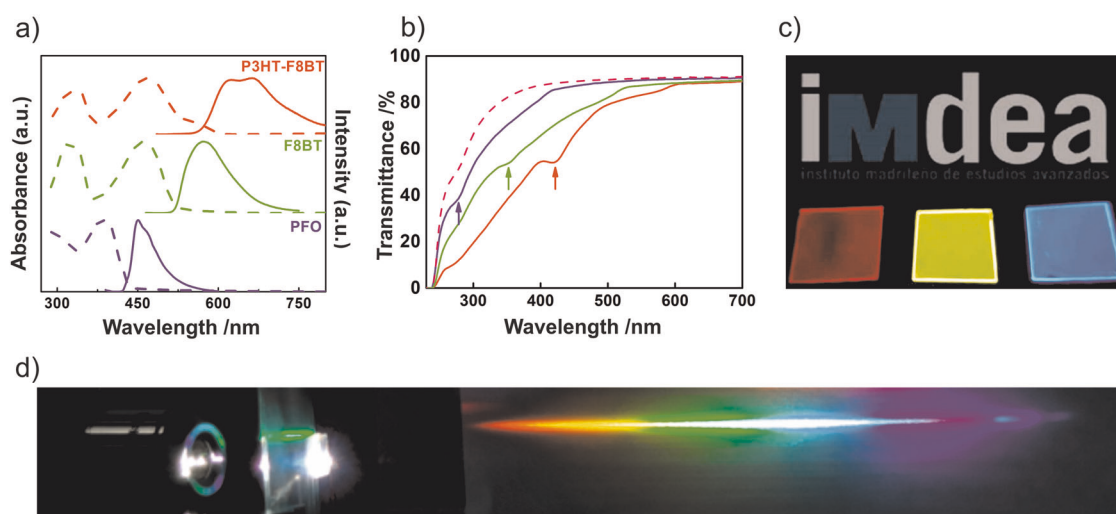 a)
P3HT-F8BT
F8BT
PFO
Absorbance (a.u.)
Intensity (a.u.)
300 450 600 750
Wavelength /nm
b)
100
80
60
40
20
0
Transmittance /%
300 400 500 600 700
Wavelength /nm
c)
imdea
instituto madrileño de estudios avanzados
d)